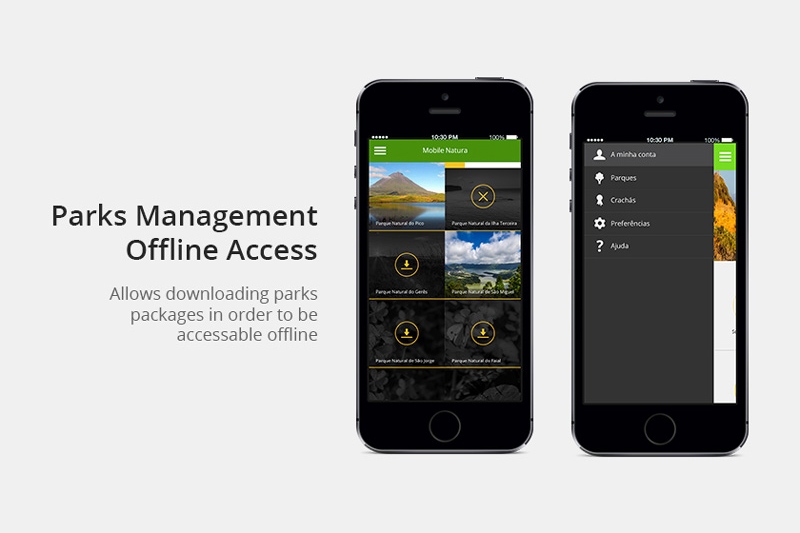 Parks Management
Offline Access
Allows downloading parks
packages in order to be
accessable offline
10:30 PM
100%
Mobile Natura
Parque Natural do Pico
Parque Natural da Ilha Terceira
Parque Natural do Gerês
Parque Natural de São Miguel
Parque Natural de São Jorge
Parque Natural do Faial
10:30 PM
100%
A minha conta
Parques
Crachás
Preferências
Ajuda